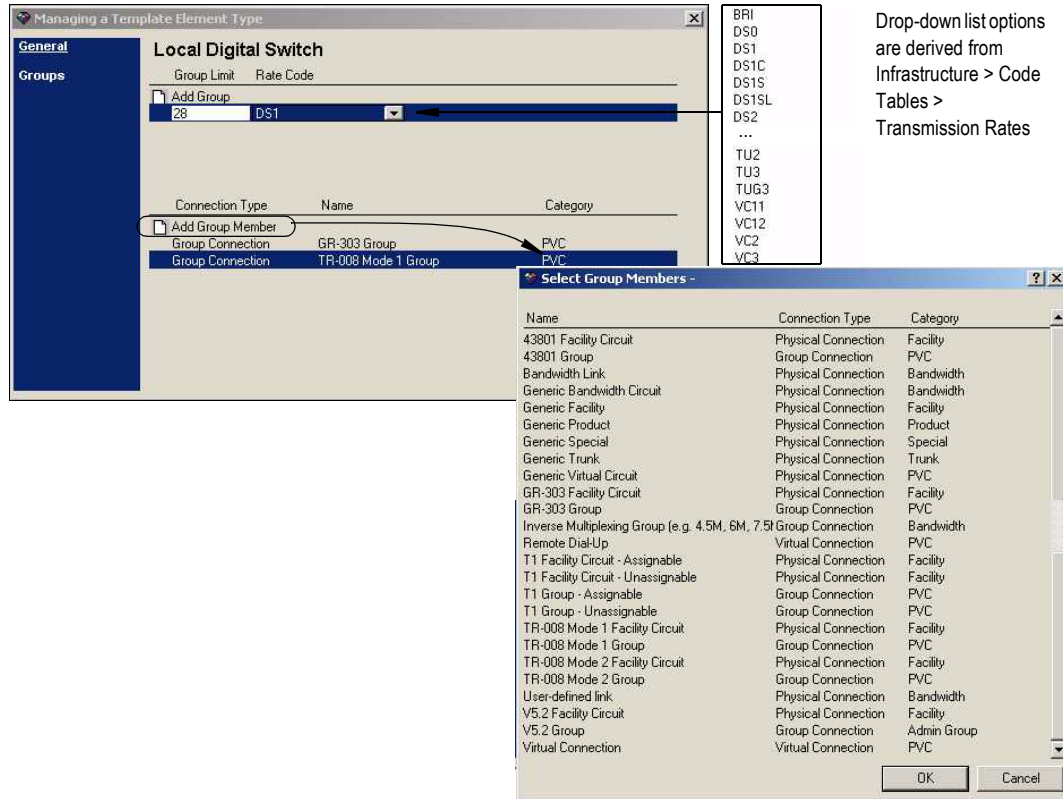 Managing a Template Element Type
General
Groups
Local Digital Switch
Group Limit Rate Code
Add Group
28 DS1
Connection Type Name Category
Add Group Member
Group Connection GR-303 Group PVC
Group Connection TR-008 Mode 1 Group PVC
BRI
DS0
DS1
DS1C
DS1S
DS1SL
DS2
...
TU2
TU3
TUG3
VC11
VC12
VC2
VC3
Drop-down list options
are derived from
Infrastructure > Code
Tables >
Transmission Rates
Select Group Members -
Name Connection Type Category
43801 Facility Circuit Physical Connection Facility
43801 Group Group Connection PVC
Bandwidth Link Physical Connection Bandwidth
Generic Bandwidth Circuit Physical Connection Bandwidth
Generic Facility Physical Connection Facility
Generic Product Physical Connection Product
Generic Special Physical Connection Special
Generic Trunk Physical Connection Trunk
Generic Virtual Circuit Physical Connection PVC
GR-303 Facility Circuit Physical Connection Facility
GR-303 Group Group Connection PVC
Inverse Multiplexing Group (e.g. 4.5M, 6M, 7.5M Group Connection Bandwidth
Remote Dial-Up Virtual Connection PVC
T1 Facility Circuit - Assignable Physical Connection Facility
T1 Facility Circuit - Unassignable Physical Connection Facility
T1 Group - Assignable Group Connection PVC
T1 Group - Unassignable Group Connection PVC
TR-008 Mode 1 Facility Circuit Physical Connection Facility
TR-008 Mode 1 Group Group Connection PVC
TR-008 Mode 2 Facility Circuit Physical Connection Facility
TR-008 Mode 2 Group Group Connection PVC
User-defined link Physical Connection Bandwidth
V5.2 Facility Circuit Physical Connection Facility
V5.2 Group Group Connection Admin Group
Virtual Connection Virtual Connection PVC
OK Cancel